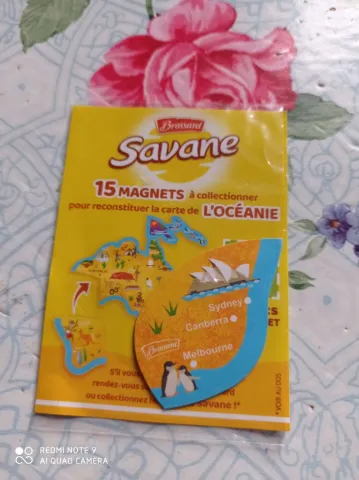 Brossard
Savane
15 MAGNETS à collectionner
pour reconstituer la carte de L'OCÉANIE
Sydney
Canberra
Brossard
Melbourne
ET
S'il vous
rendez-vous s
ou collectionnez Savane !*
* VOIR AU DOS
REDMI NOTE 9
AI QUAD CAMERA